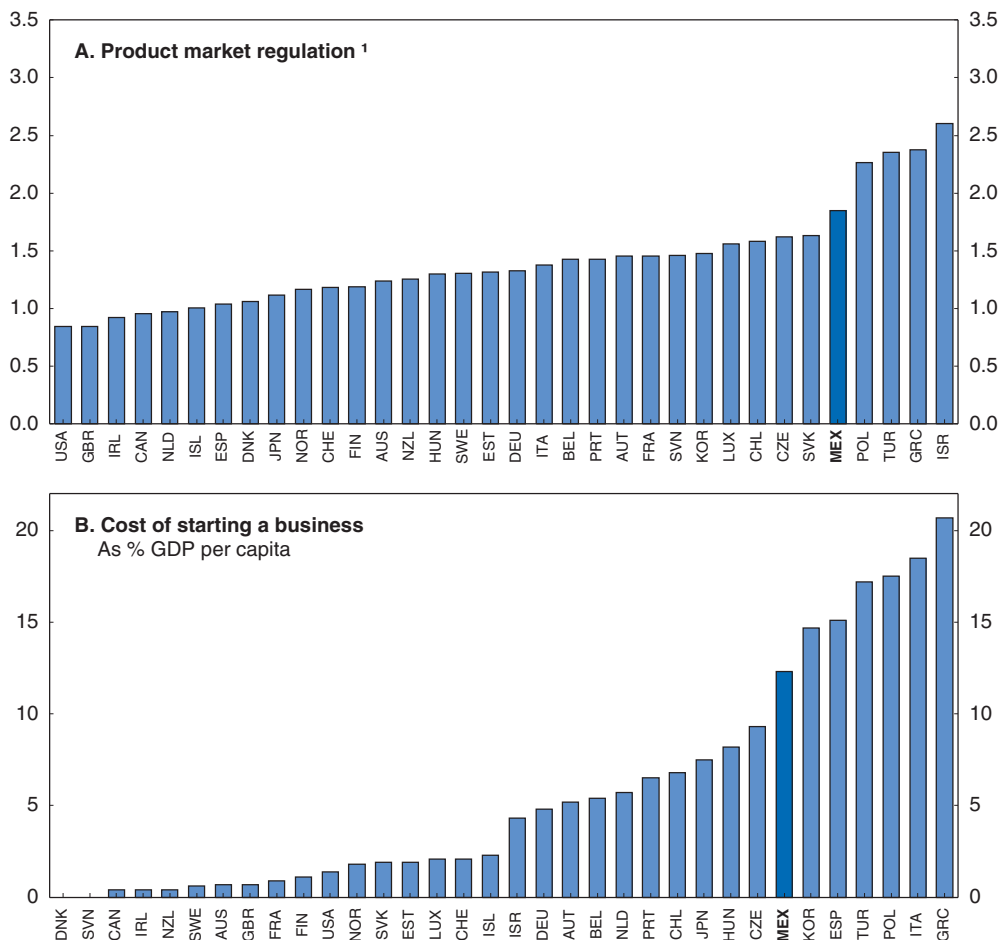 3.5 3.5
A. Product market regulation ¹
3.0 3.0
2.5 2.5
2.0 2.0
1.5 1.5
1.0 1.0
0.5 0.5
0.0 0.0
USA GBR IRL CAN NLD ISL ESP DNK JPN NOR CHE FIN AUS NZL HUN SWE EST DEU ITA BEL PRT AUT FRA SVN KOR LUX CHL CZE SVK MEX POL TUR GRC ISR
B. Cost of starting a business
20 20
As % GDP per capita
15 15
10 10
5 5
0 0
DNK SVN CAN IRL NZL SWE AUS GBR FRA FIN USA NOR SVK EST LUX CHE ISL ISR DEU AUT BEL NLD PRT CHL JPN HUN CZE MEX KOR ESP TUR POL ITA GRC